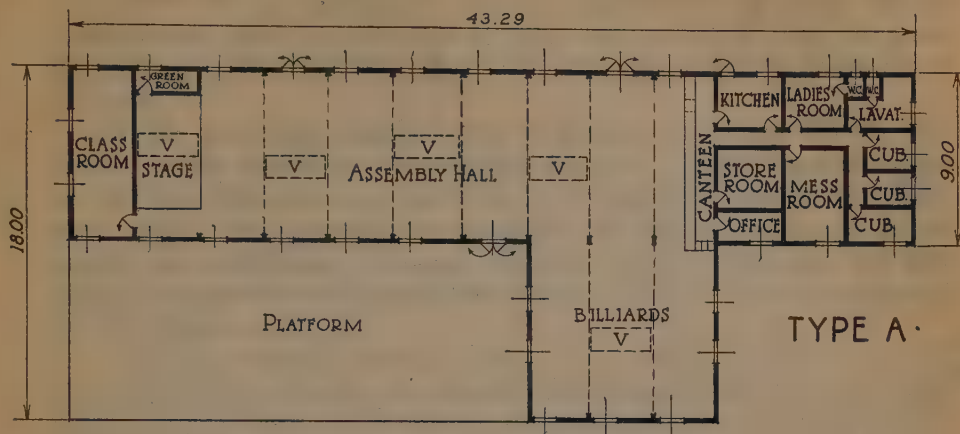 43.29
18.00
9.00
GREEN
ROOM
CLASS
ROOM
V
STAGE
V
V
ASSEMBLY HALL
V
CANTEEN
KITCHEN
LADIES
ROOM
W.C.
W.C.
LAVAT.
STORE
ROOM
MESS
ROOM
OFFICE
CUB.
CUB.
CUB.
PLATFORM
BILLIARDS
V
TYPE A.